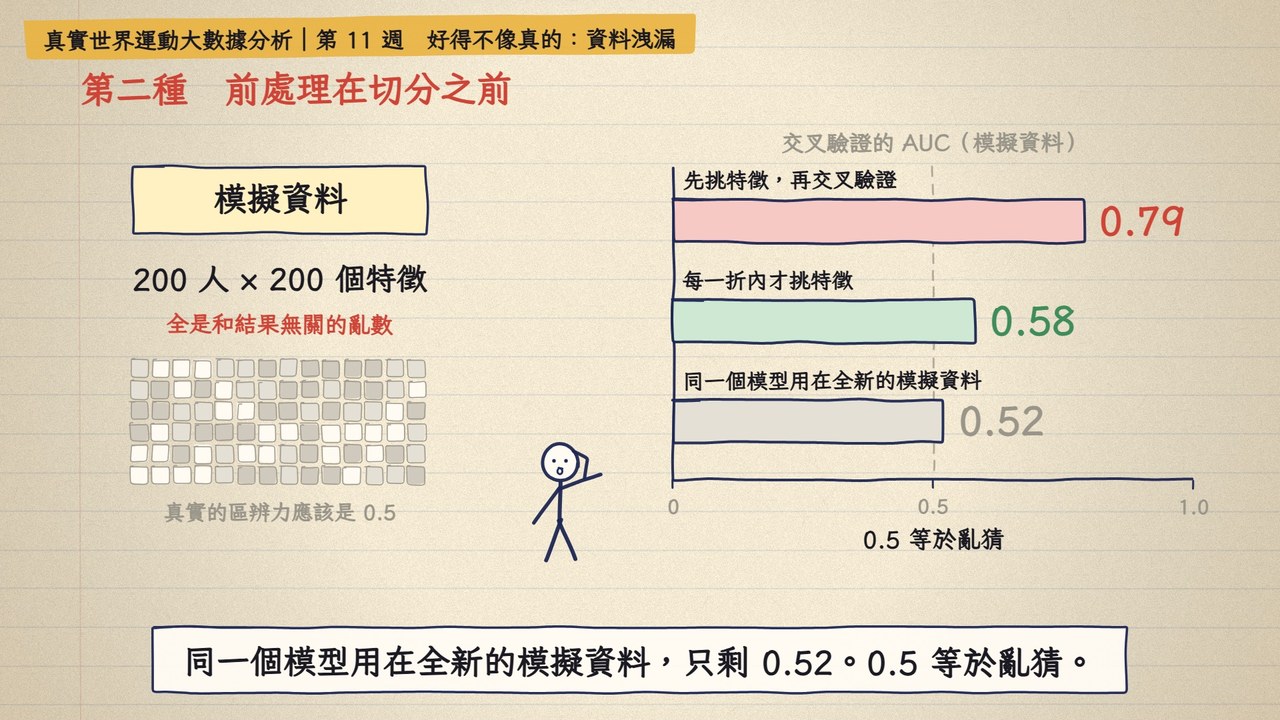 真實世界運動大數據分析｜第 11 週　好得不像真的：資料洩漏
第二種　前處理在切分之前
模擬資料
200 人 × 200 個特徵
全是和結果無關的亂數
真實的區辨力應該是 0.5
交叉驗證的 AUC（模擬資料）
先挑特徵，再交叉驗證
0.79
每一折內才挑特徵
0.58
同一個模型用在全新的模擬資料
0.52
0 0.5 1.0
0.5 等於亂猜
同一個模型用在全新的模擬資料，只剩 0.52。0.5 等於亂猜。